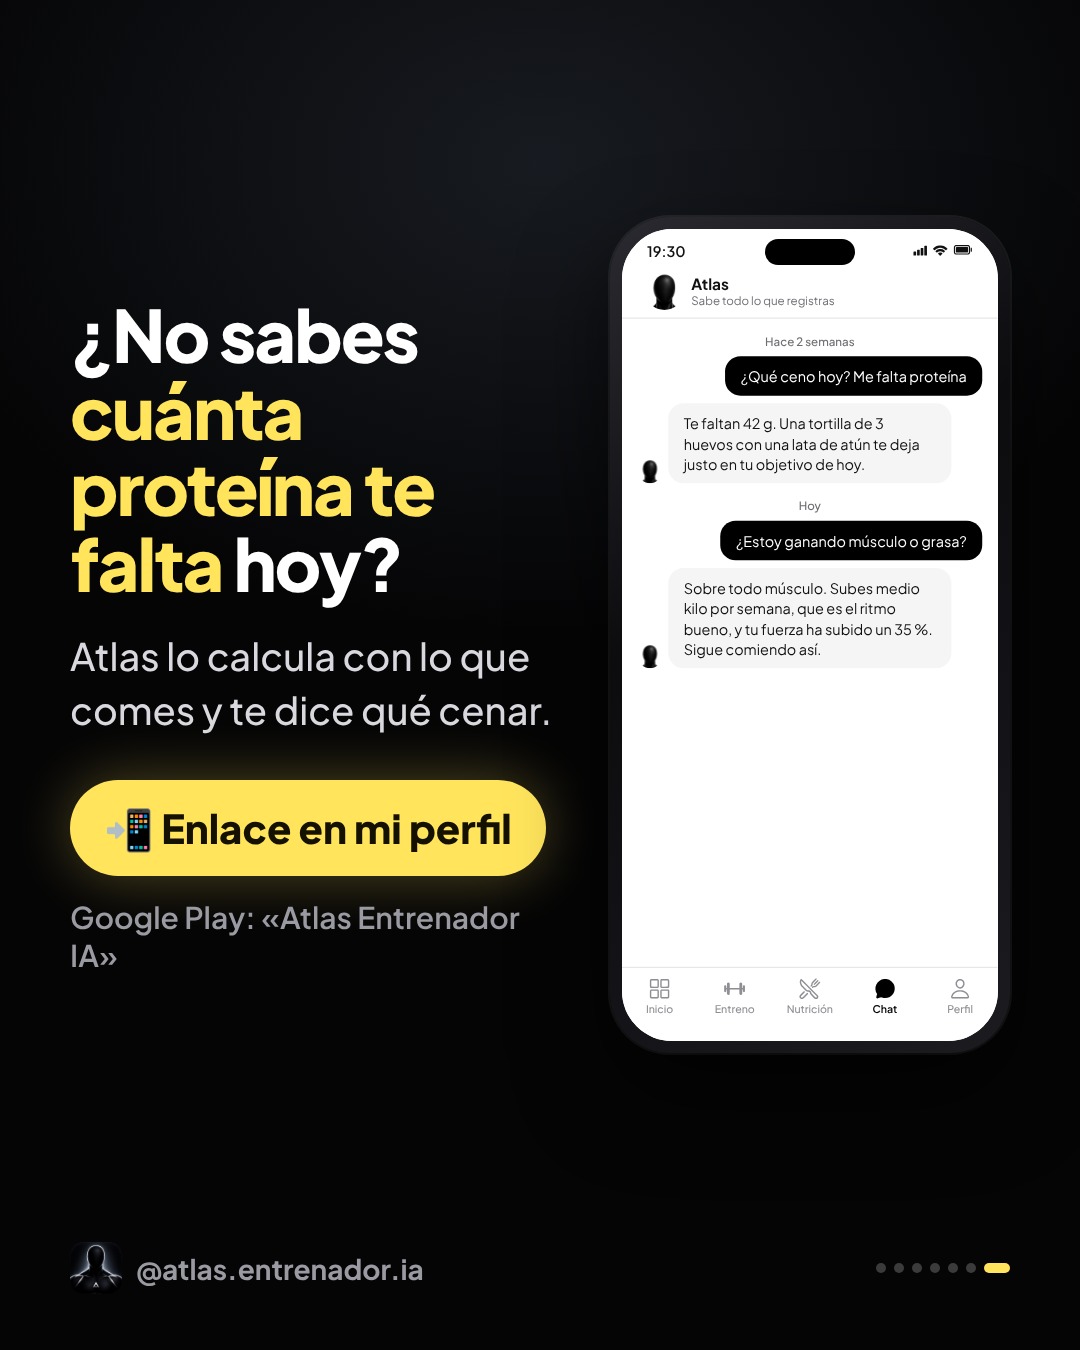 ¿No sabes
cuánta
proteína te
falta hoy?
Atlas lo calcula con lo que
comes y te dice qué cenar.
📲 Enlace en mi perfil
Google Play: «Atlas Entrenador
IA»
19:30
Atlas
Sabe todo lo que registras
Hace 2 semanas
¿Qué ceno hoy? Me falta proteína
Te faltan 42 g. Una tortilla de 3
huevos con una lata de atún te deja
justo en tu objetivo de hoy.
Hoy
¿Estoy ganando músculo o grasa?
Sobre todo músculo. Subes medio
kilo por semana, que es el ritmo
bueno, y tu fuerza ha subido un 35 %.
Sigue comiendo así.
Inicio
Entreno
Nutrición
Chat
Perfil
@atlas.entrenador.ia